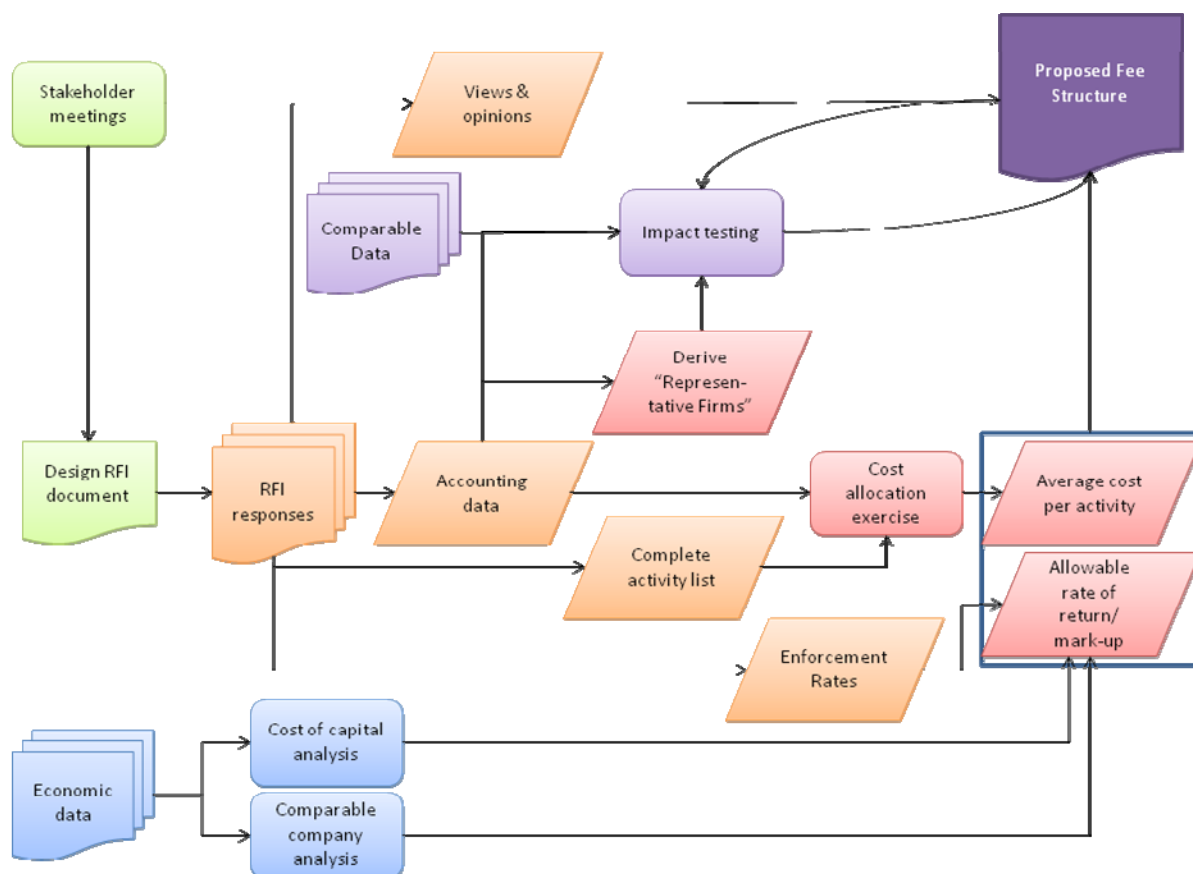 Stakeholder
meetings
Views &
opinions
Proposed Fee
Structure
Comparable
Data
Impact testing
Derive
“Represen-
tative Firms”
Design RFI
document
RFI
responses
Accounting
data
Cost
allocation
exercise
Average cost
per activity
Complete
activity list
Allowable
rate of
return/
mark-up
Enforcement
Rates
Economic
data
Cost of capital
analysis
Comparable
company
analysis